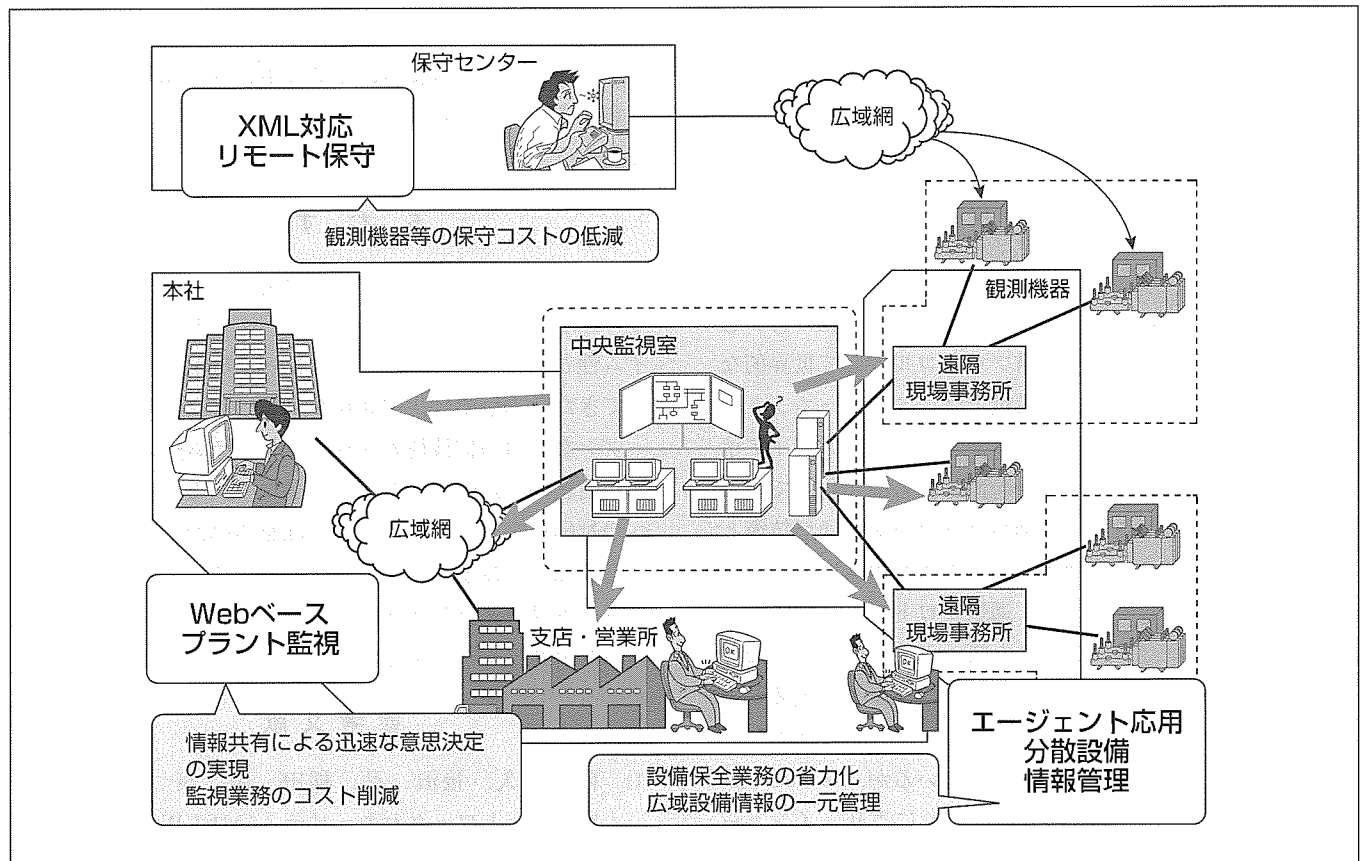 保守センター
XML対応
リモート保守
広域網
観測機器等の保守コストの低減
本社
中央監視室
観測機器
遠隔
現場事務所
広域網
Webベース
プラント監視
支店・営業所
OK
遠隔
現場事務所
OK
情報共有による迅速な意思決定
の実現
監視業務のコスト削減
設備保全業務の省力化
広域設備情報の一元管理
エージェント応用
分散設備
情報管理